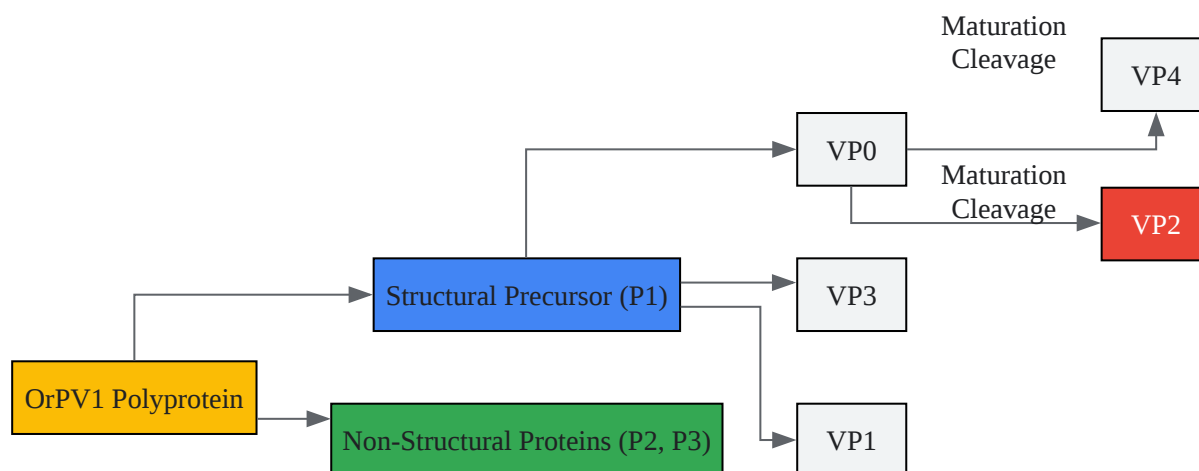 Maturation
Cleavage
VP4
VP0
Maturation
Cleavage
VP2
Structural Precursor (P1)
VP3
OrPV1 Polyprotein
Non-Structural Proteins (P2, P3)
VP1